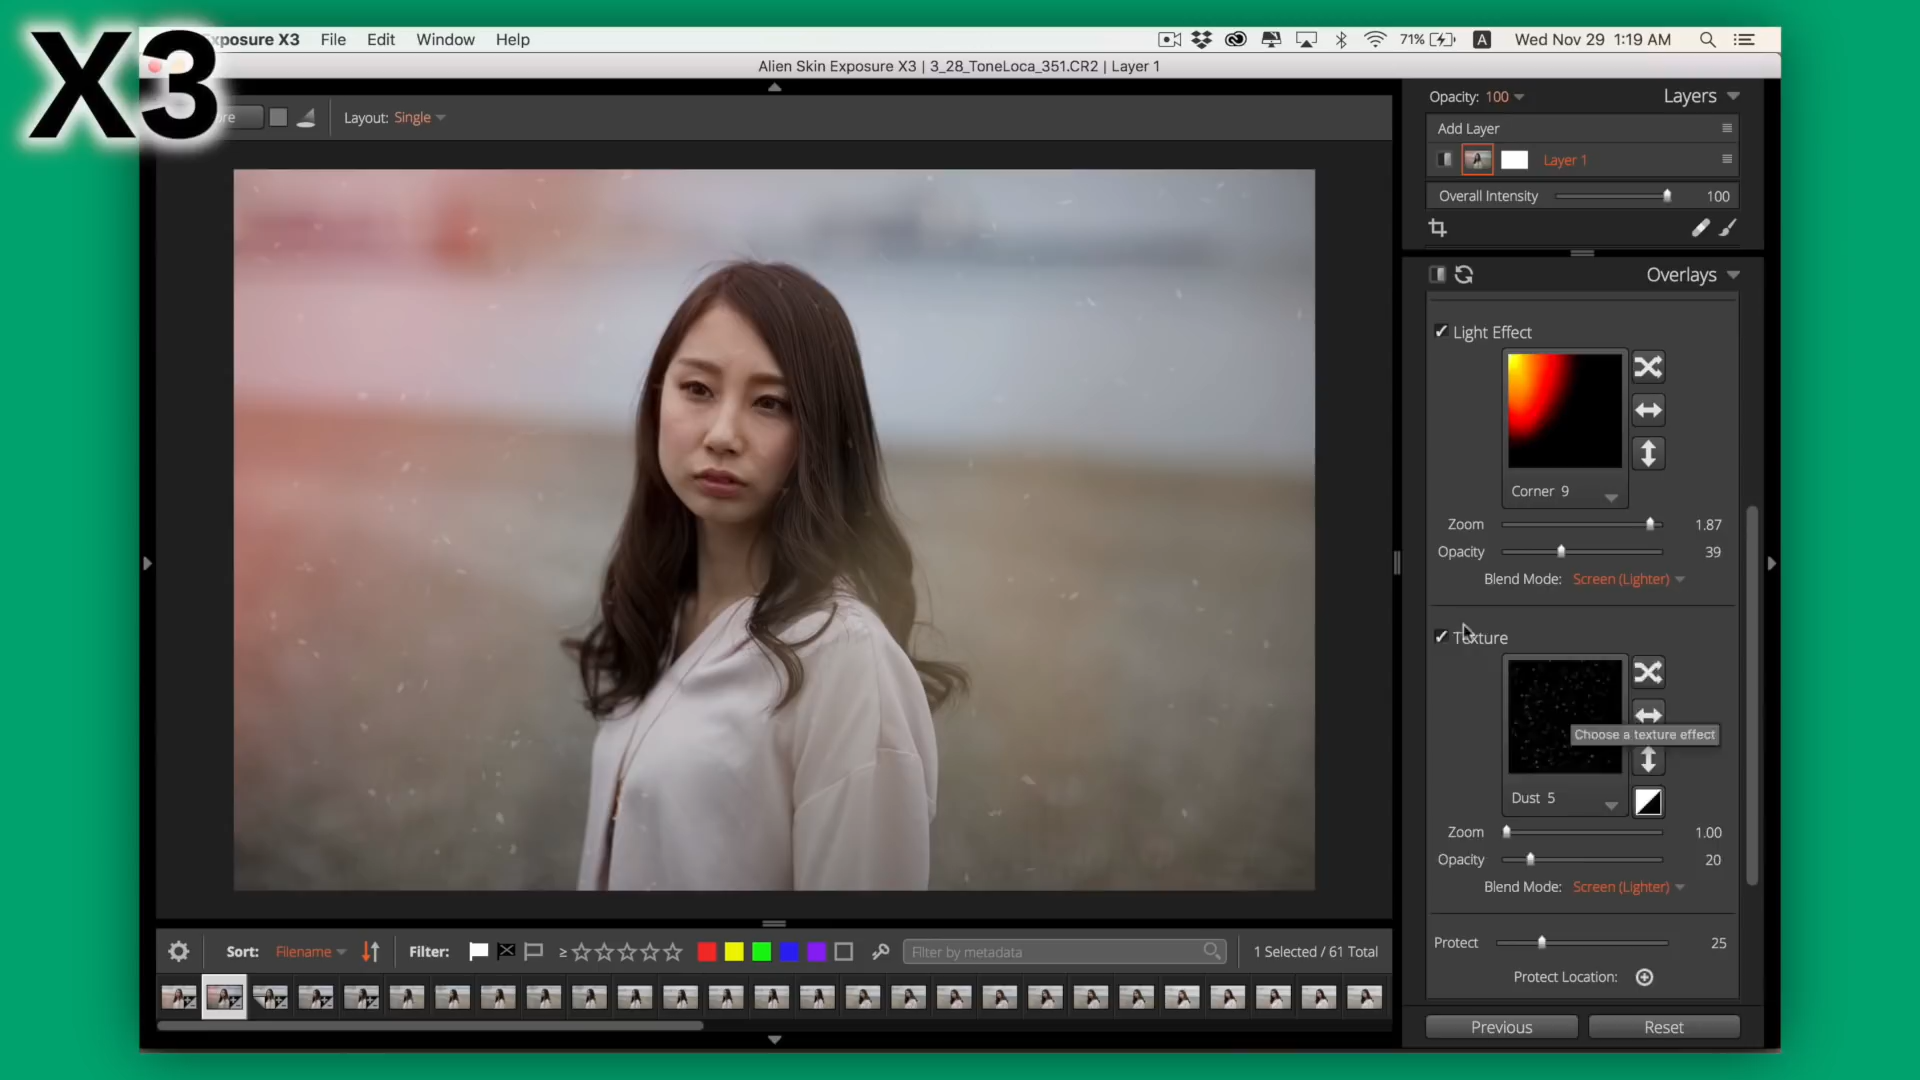 X3
xposure X3 File Edit Window Help 71% A Wed Nov 29 1:19 AM
Alien Skin Exposure X3 | 3_28_ToneLoca_351.CR2 | Layer 1
Layout: Single
Opacity: 100 Layers
Add Layer
Layer 1
Overall Intensity 100
Overlays
Light Effect
Corner 9
Zoom 1.87
Opacity 39
Blend Mode: Screen (Lighter)
Texture
Choose a texture effect
Dust 5
Zoom 1.00
Opacity 20
Blend Mode: Screen (Lighter)
Protect 25
Protect Location:
Previous Reset
Sort: Filename Filter: ≥ Filter by metadata 1 Selected / 61 Total